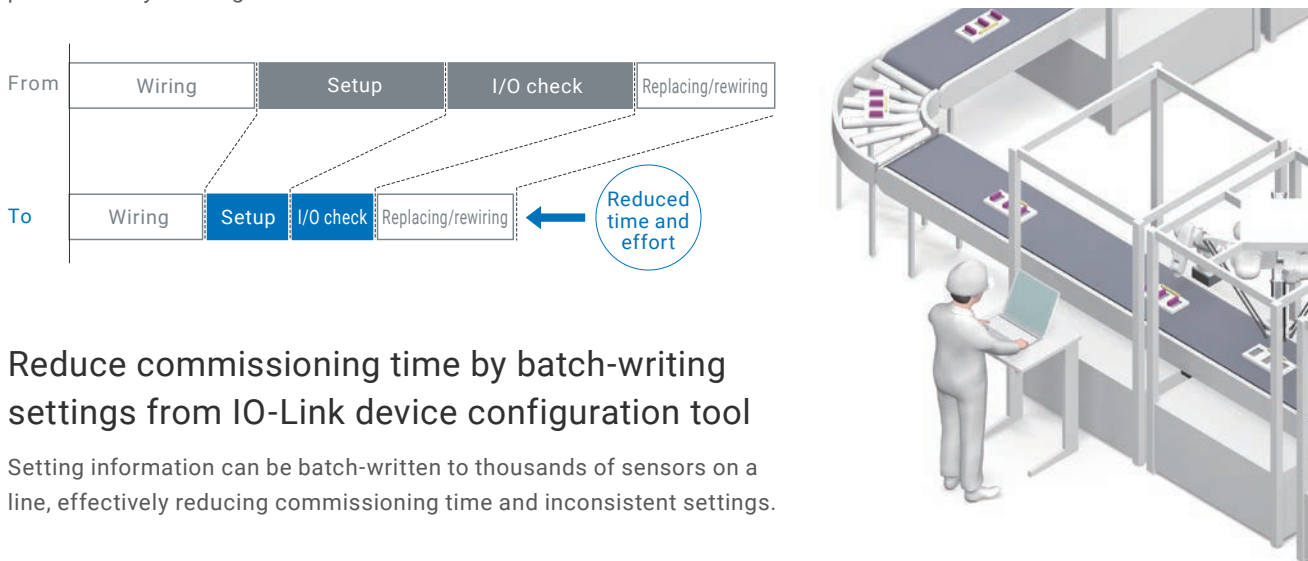 From
Wiring
Setup
I/O check
Replacing/rewiring
To
Wiring
Setup
I/O check
Replacing/rewiring
Reduced
time and
effort
Reduce commissioning time by batch-writing
settings from IO-Link device configuration tool
Setting information can be batch-written to thousands of sensors on a
line, effectively reducing commissioning time and inconsistent settings.